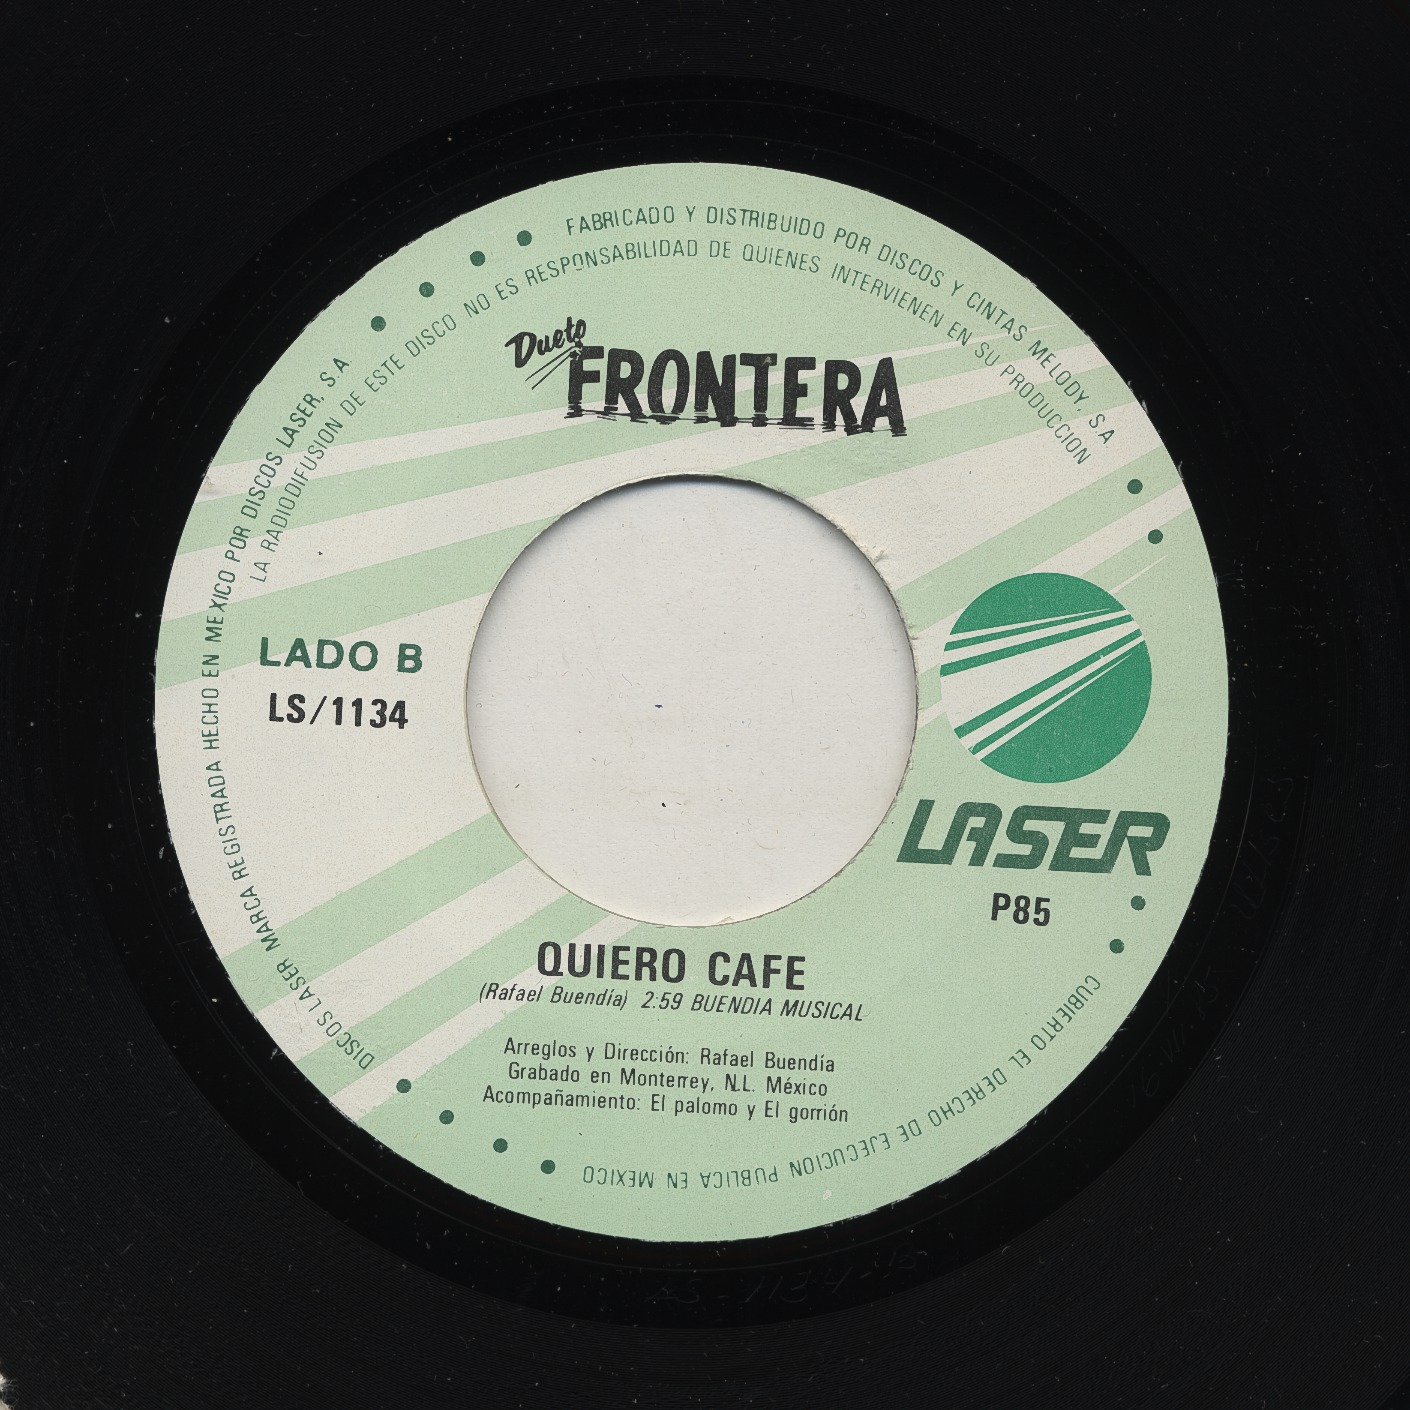 FABRICADO Y DISTRIBUIDO POR DISCOS Y CINTAS MELODY, S.A.
LA RADIODIFUSION DE ESTE DISCO NO ES RESPONSABILIDAD DE QUIENES INTERVIENEN EN SU PRODUCCION
DISCOS LASER MARCA REGISTRADA HECHO EN MEXICO POR DISCOS LASER, S.A.
Dueto
FRONTERA
LADO B
LS/1134
LASER
P85
QUIERO CAFE
(Rafael Buendía) 2:59 BUENDIA MUSICAL
Arreglos y Dirección: Rafael Buendía
Grabado en Monterrey, N.L. México
Acompañamiento: El palomo y El gorrión
CUBIERTO EL DERECHO DE EJECUCION PUBLICA EN MEXICO